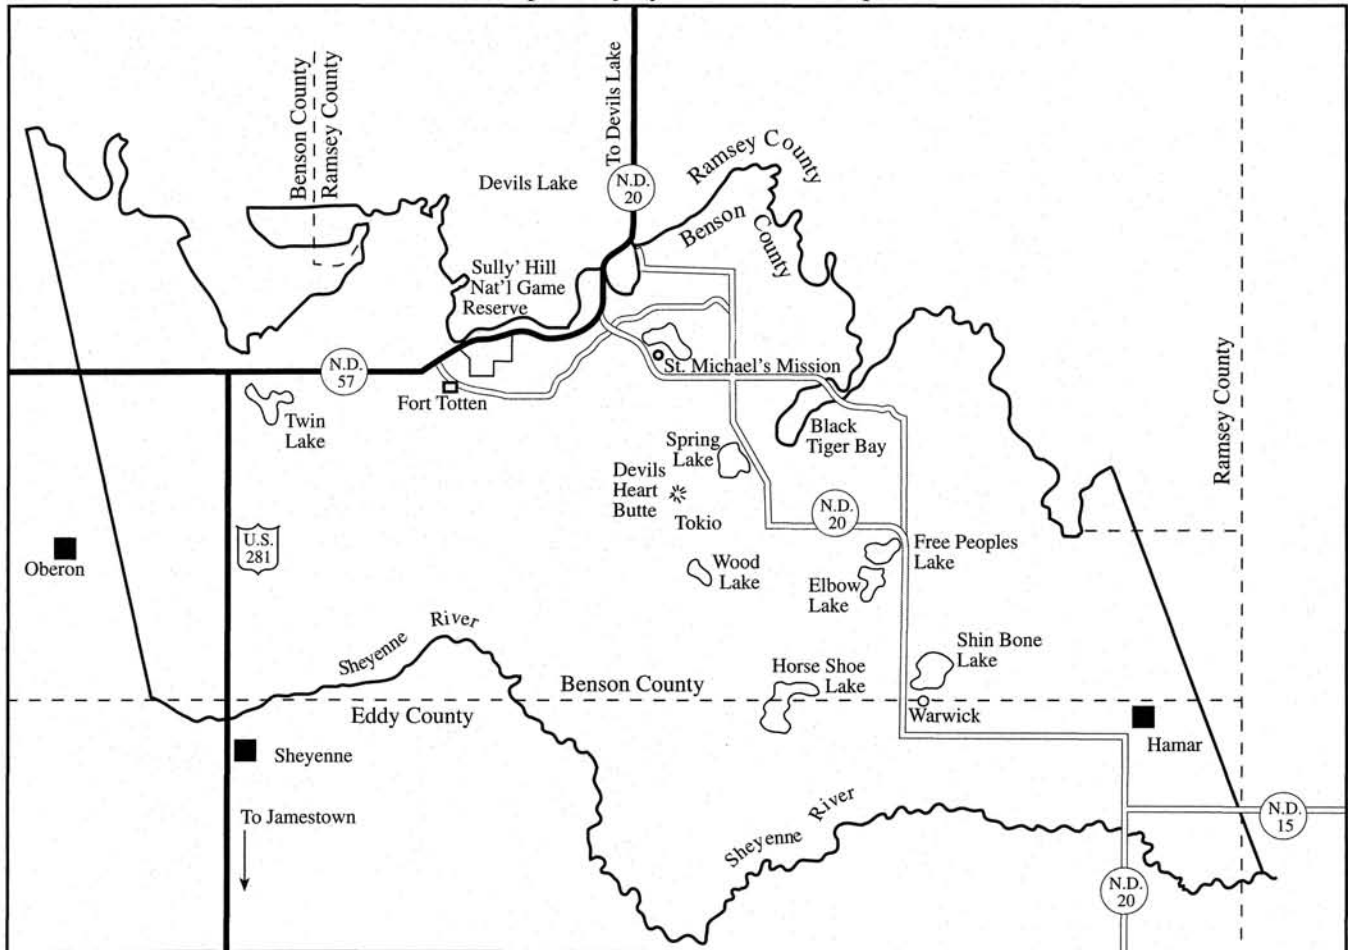 To Devils Lake
Benson County
Ramsey County
Ramsey County
Devils Lake
N.D.
20
Benson
County
Sully' Hill
Nat'l Game
Reserve
N.D.
57
St. Michael's Mission
Fort Totten
Twin
Lake
Black
Tiger Bay
Ramsey County
Spring
Lake
Devils
Heart
Butte
Tokio
N.D.
20
U.S.
281
Oberon
Free Peoples
Lake
Wood
Lake
Elbow
Lake
Sheyenne River
Shin Bone
Lake
Horse Shoe
Lake
Benson County
Eddy County
Warwick
Hamar
Sheyenne
To Jamestown
Sheyenne River
N.D.
15
N.D.
20